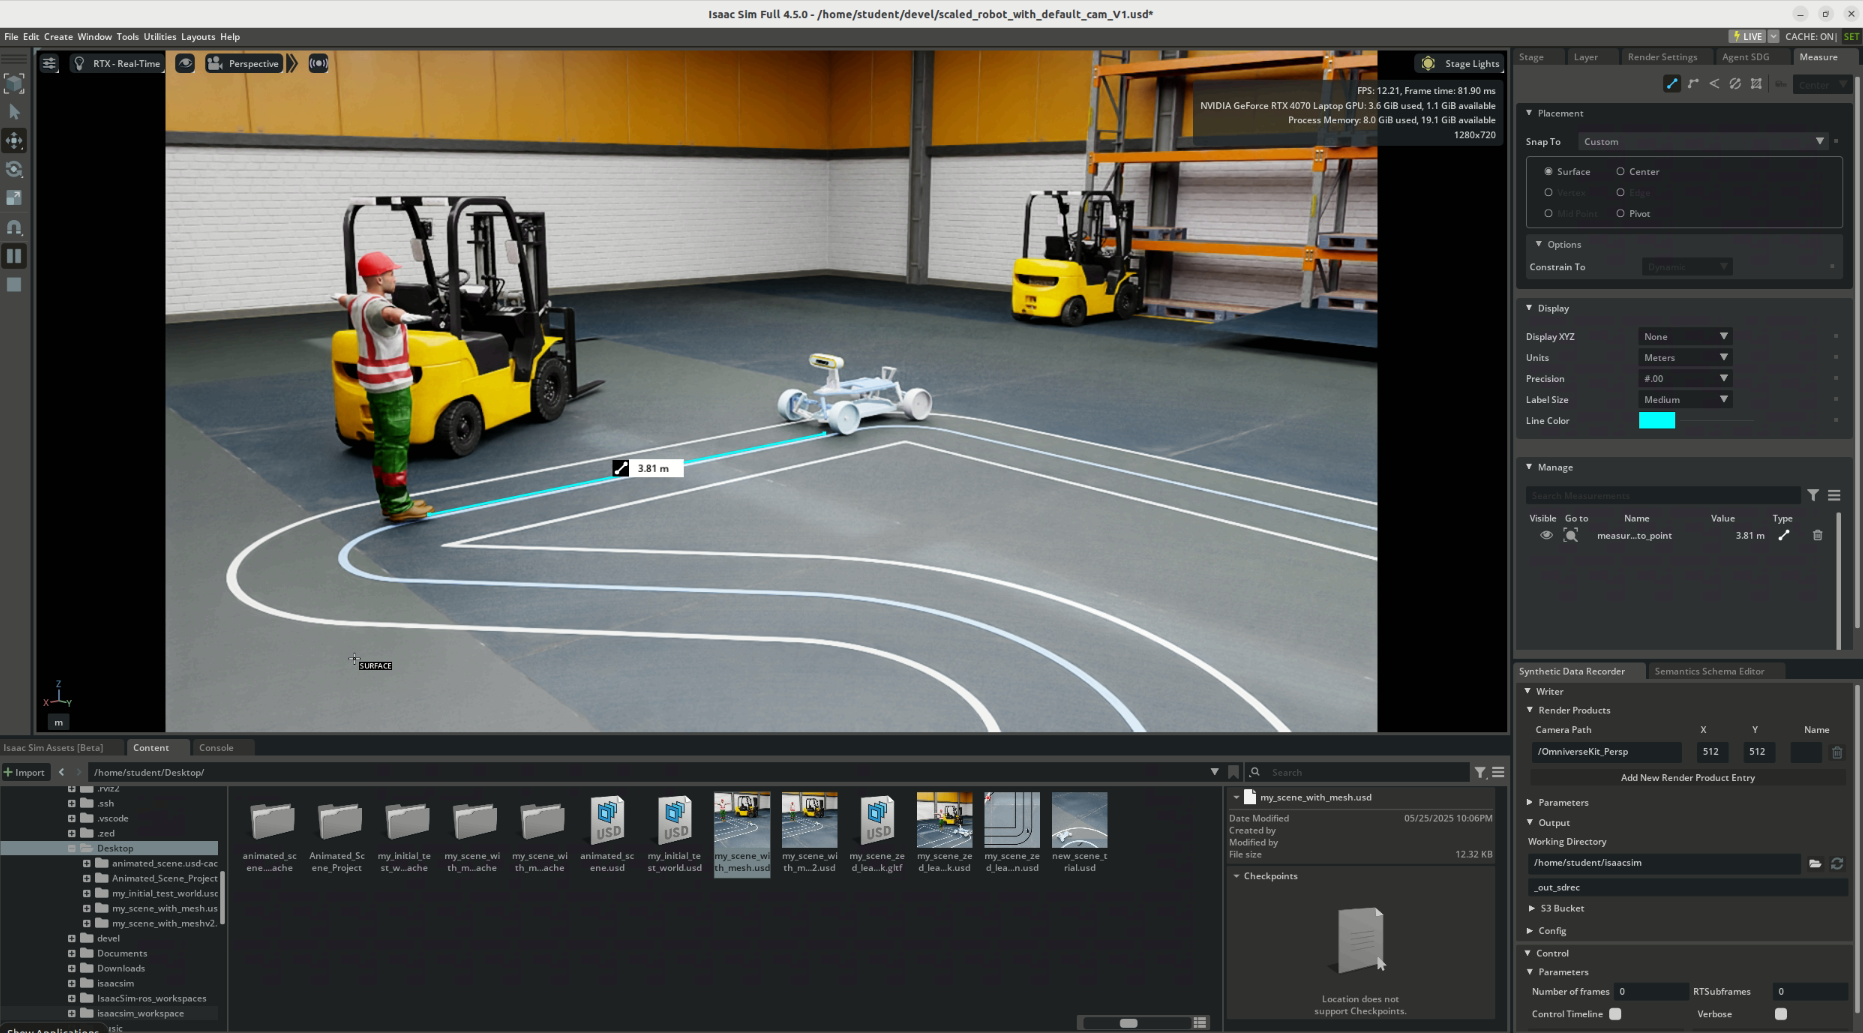 Isaac Sim Full 4.5.0 - /home/student/devel/scaled_robot_with_default_cam_V1.usd*
File Edit Create Window Tools Utilities Layouts Help
LIVE CACHE: ON SET
RTX - Real-Time
Perspective
Stage Lights
FPS: 12.21, Frame time: 81.90 ms
NVIDIA GeForce RTX 4070 Laptop GPU: 3.6 GiB used, 1.1 GiB available
Process Memory: 8.0 GiB used, 19.1 GiB available
1280x720
3.81 m
SURFACE
Z
X Y
m
Stage Layer Render Settings Agent SDG Measure
Center
Placement
Snap To Custom
Surface Center
Vertex Edge
Mid Point Pivot
Options
Constrain To Dynamic
Display
Display XYZ None
Units Meters
Precision #.00
Label Size Medium
Line Color
Manage
Search Measurements
Visible Go to Name Value Type
measur...to_point 3.81 m
Synthetic Data Recorder Semantics Schema Editor
Writer
Render Products
Camera Path X Y Name
/OmniverseKit_Persp 512 512
Add New Render Product Entry
Parameters
Output
Working Directory
/home/student/isaacsim
_out_sdrec
S3 Bucket
Config
Control
Parameters
Number of frames 0 RTSubframes 0
Control Timeline Verbose
Isaac Sim Assets [Beta] Content Console
Import /home/student/Desktop/ Search
.rviz2
.ssh
.vscode
.zed
Desktop
animated_scene.usd-cac
Animated_Scene_Project
my_initial_test_world.usd
my_scene_with_mesh.us
my_scene_with_meshv2.
devel
Documents
Downloads
isaacsim
IsaacSim-ros_workspaces
isaacsim_workspace
Show Applications
animated_sc
ene....ache
Animated_Sc
ene_Project
my_initial_te
st_w...ache
my_scene_wi
th_m...ache
my_scene_wi
th_m...ache
animated_sc
ene.usd
my_initial_te
st_world.usd
my_scene_wi
th_mesh.usd
my_scene_wi
th_m...2.usd
my_scene_ze
d_lea...k.gltf
my_scene_ze
d_lea...k.usd
my_scene_ze
d_lea...n.usd
new_scene_t
rial.usd
USD
USD
USD
my_scene_with_mesh.usd
Date Modified 05/25/2025 10:06PM
Created by
Modified by
File size 12.32 KB
Checkpoints
Location does not
support Checkpoints.